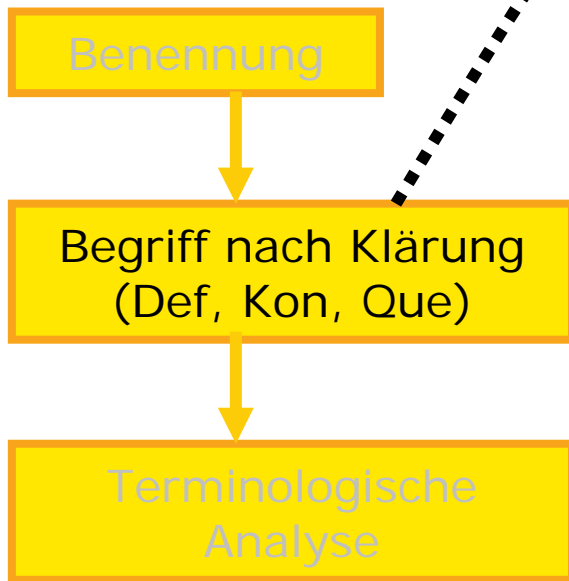 Benennung
Begriff nach Klärung
(Def, Kon, Que)
Terminologische
Analyse